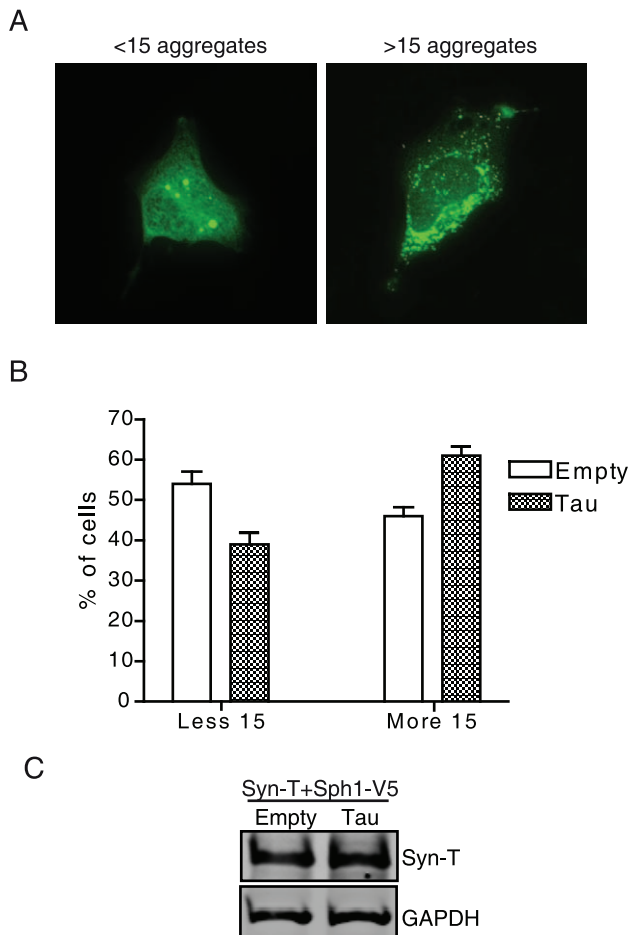 A
<15 aggregates >15 aggregates
B
70
60
50
40
30
20
10
0
% of cells
Less 15 More 15
Empty
Tau
C
Syn-T+Sph1-V5
Empty Tau
Syn-T
GAPDH